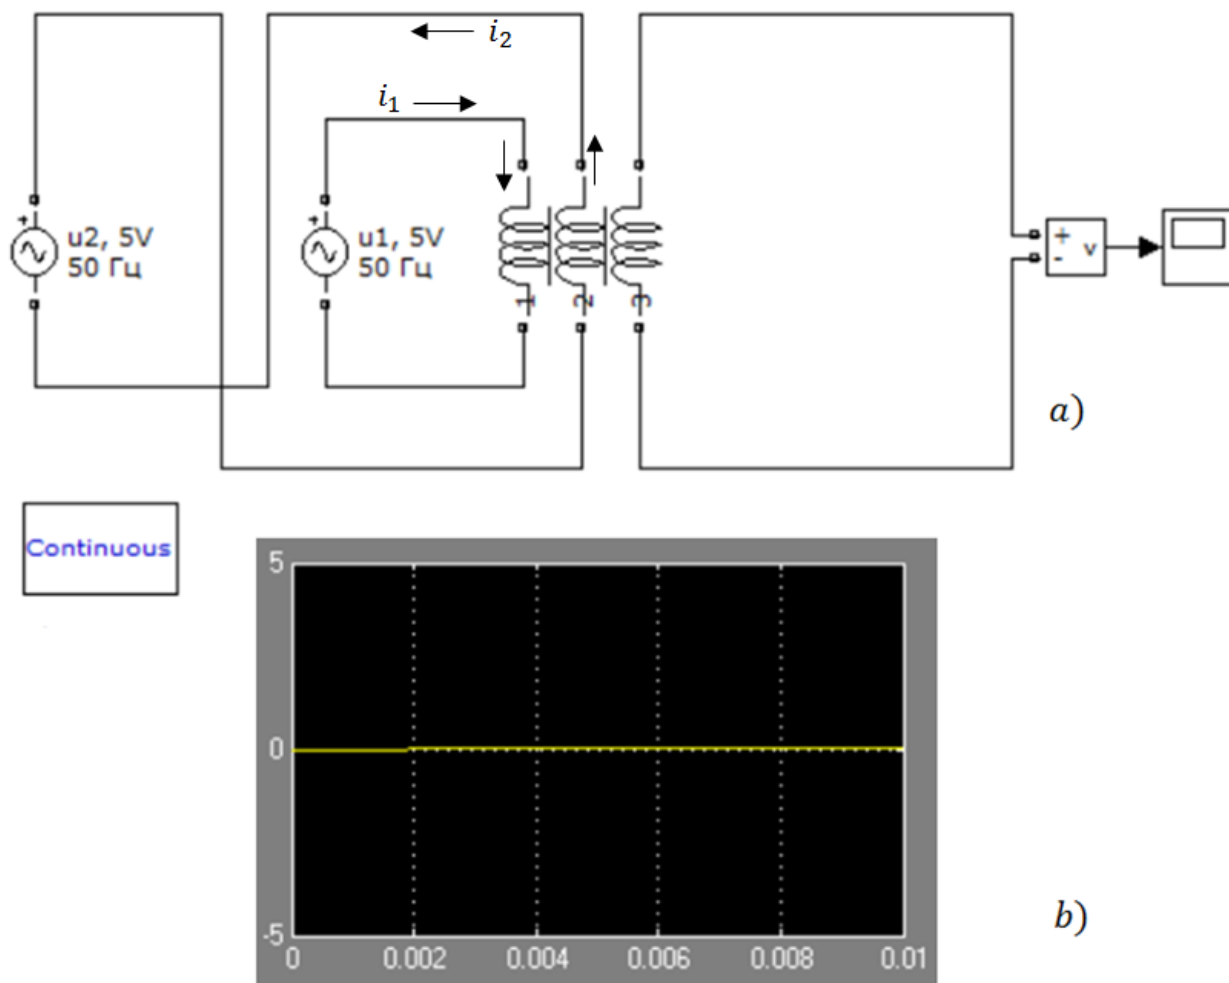 i₂
i₁
+
u2, 5V
50 Гц
+
u1, 5V
50 Гц
1
2
3
+
-
v
a)
Continuous
5
0
-5
0 0.002 0.004 0.006 0.008 0.01
b)